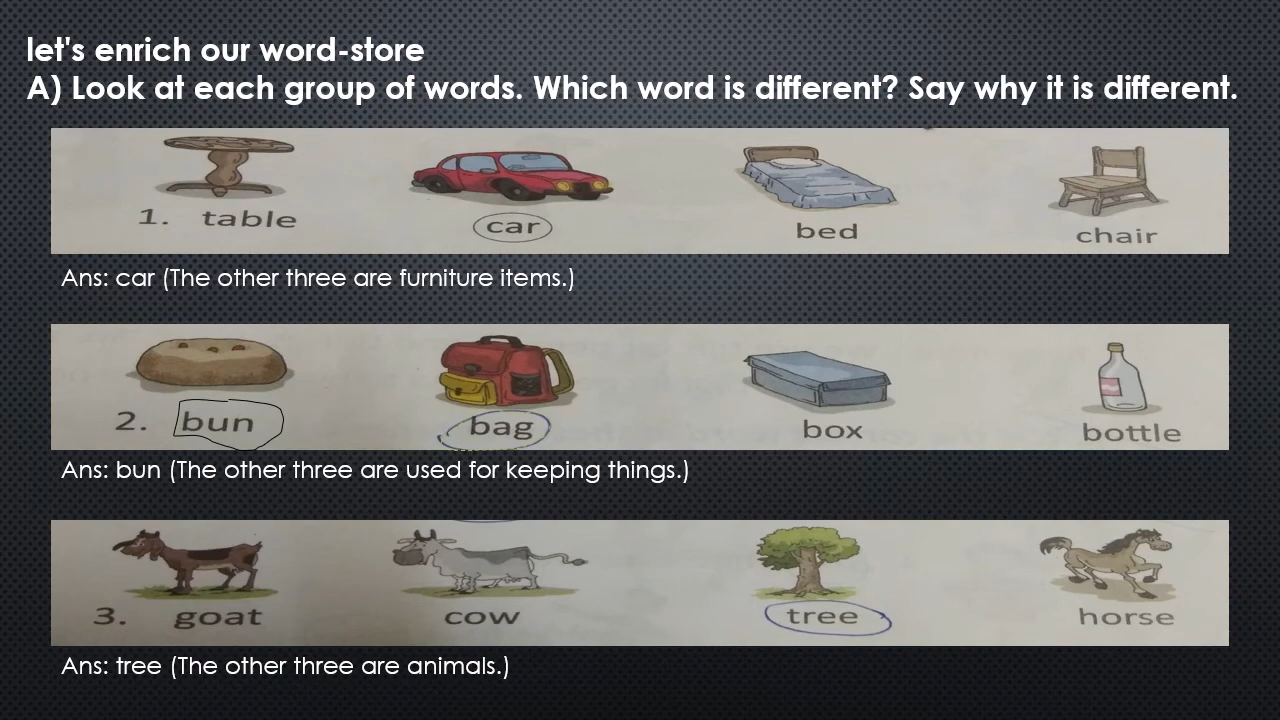 let's enrich our word-store
A) Look at each group of words. Which word is different? Say why it is different.
1. table car bed chair
Ans: car (The other three are furniture items.)
2. bun bag box bottle
Ans: bun (The other three are used for keeping things.)
3. goat cow tree horse
Ans: tree (The other three are animals.)